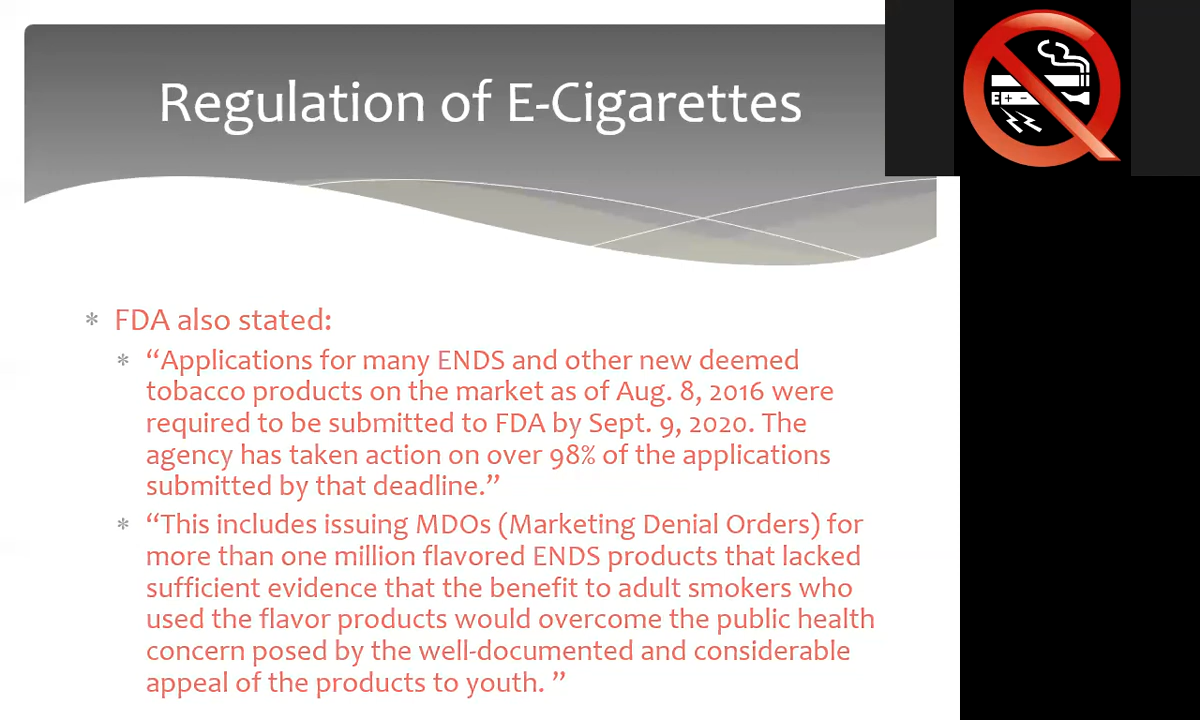 Regulation of E-Cigarettes
E + -
* FDA also stated:
* “Applications for many ENDS and other new deemed
tobacco products on the market as of Aug. 8, 2016 were
required to be submitted to FDA by Sept. 9, 2020. The
agency has taken action on over 98% of the applications
submitted by that deadline.”
* “This includes issuing MDOs (Marketing Denial Orders) for
more than one million flavored ENDS products that lacked
sufficient evidence that the benefit to adult smokers who
used the flavor products would overcome the public health
concern posed by the well-documented and considerable
appeal of the products to youth. ”